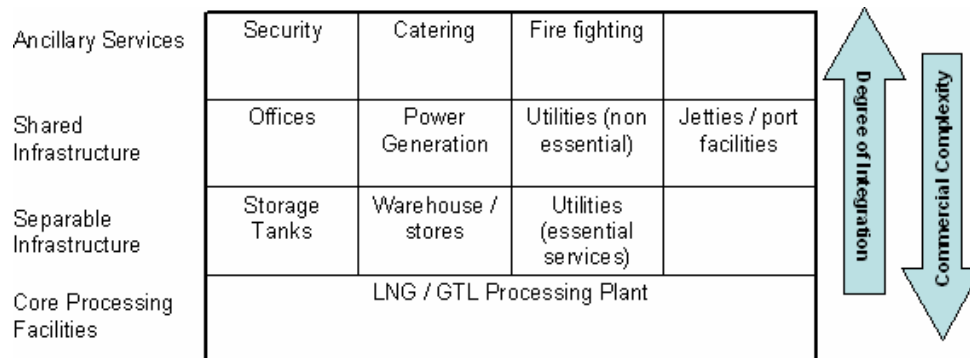 Ancillary Services
Security
Catering
Fire fighting
Shared
Infrastructure
Offices
Power
Generation
Utilities (non
essential)
Jetties / port
facilities
Separable
Infrastructure
Storage
Tanks
Warehouse /
stores
Utilities
(essential
services)
Core Processing
Facilities
LNG / GTL Processing Plant
Degree of Integration
Commercial Complexity